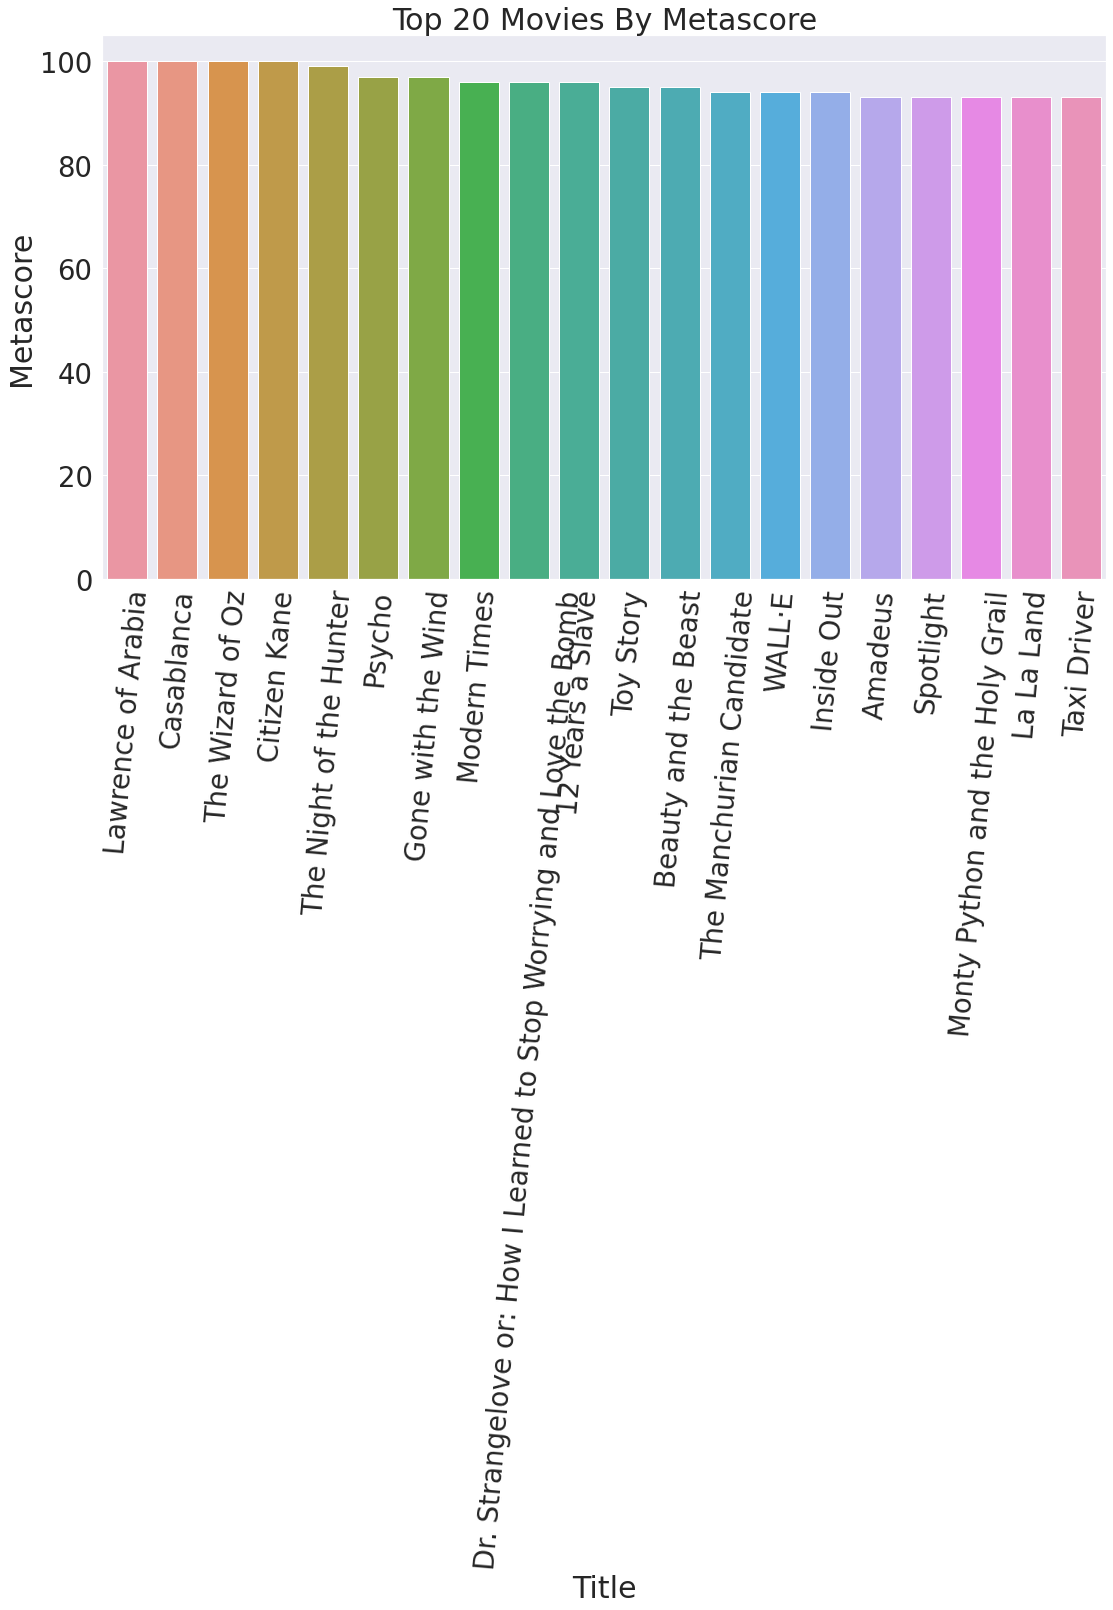 Top 20 Movies By Metascore
Metascore
100
80
60
40
20
0
Lawrence of Arabia
Casablanca
The Wizard of Oz
Citizen Kane
The Night of the Hunter
Psycho
Gone with the Wind
Modern Times
Dr. Strangelove or: How I Learned to Stop Worrying and Love the Bomb
12 Years a Slave
Toy Story
Beauty and the Beast
The Manchurian Candidate
WALL·E
Inside Out
Amadeus
Spotlight
Monty Python and the Holy Grail
La La Land
Taxi Driver
Title